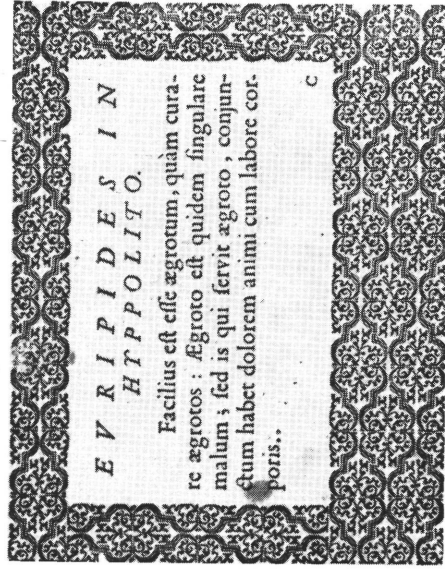 EVRIPIDES IN
HYPPOLITO.
Facilius est esse ægrotum, quàm cura-
re ægrotos: Ægroto est quidem singulare
malum; sed is qui servit ægroto, conjun-
ctum habet dolorem animi cum labore cor-
poris.,
C